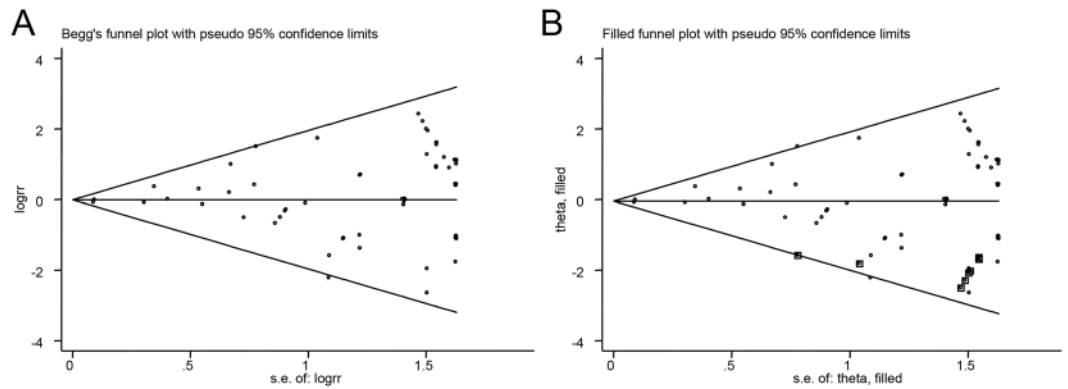 A
Begg's funnel plot with pseudo 95% confidence limits
4
2
0
-2
-4
logrr
0
.5
1
1.5
s.e. of: logrr
B
Filled funnel plot with pseudo 95% confidence limits
4
2
0
-2
-4
theta, filled
0
.5
1
1.5
s.e. of: theta, filled